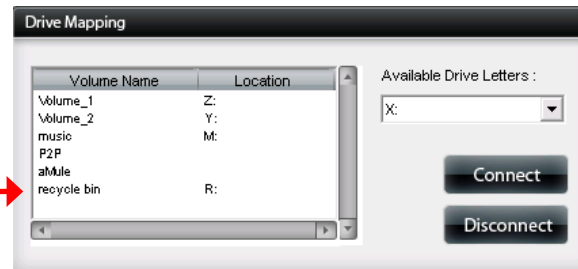 Drive Mapping
Volume Name Location
Volume_1 Z:
Volume_2 Y:
music M:
P2P
aMule
recycle bin R:
Available Drive Letters :
X:
Connect
Disconnect